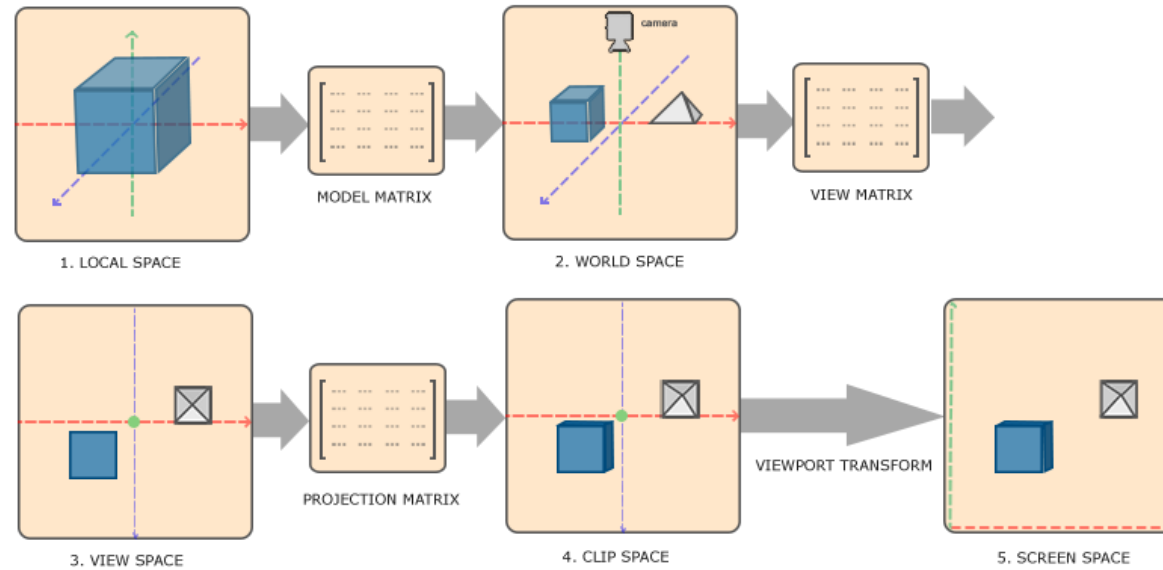 camera
MODEL MATRIX
VIEW MATRIX
1. LOCAL SPACE
2. WORLD SPACE
PROJECTION MATRIX
VIEWPORT TRANSFORM
3. VIEW SPACE
4. CLIP SPACE
5. SCREEN SPACE